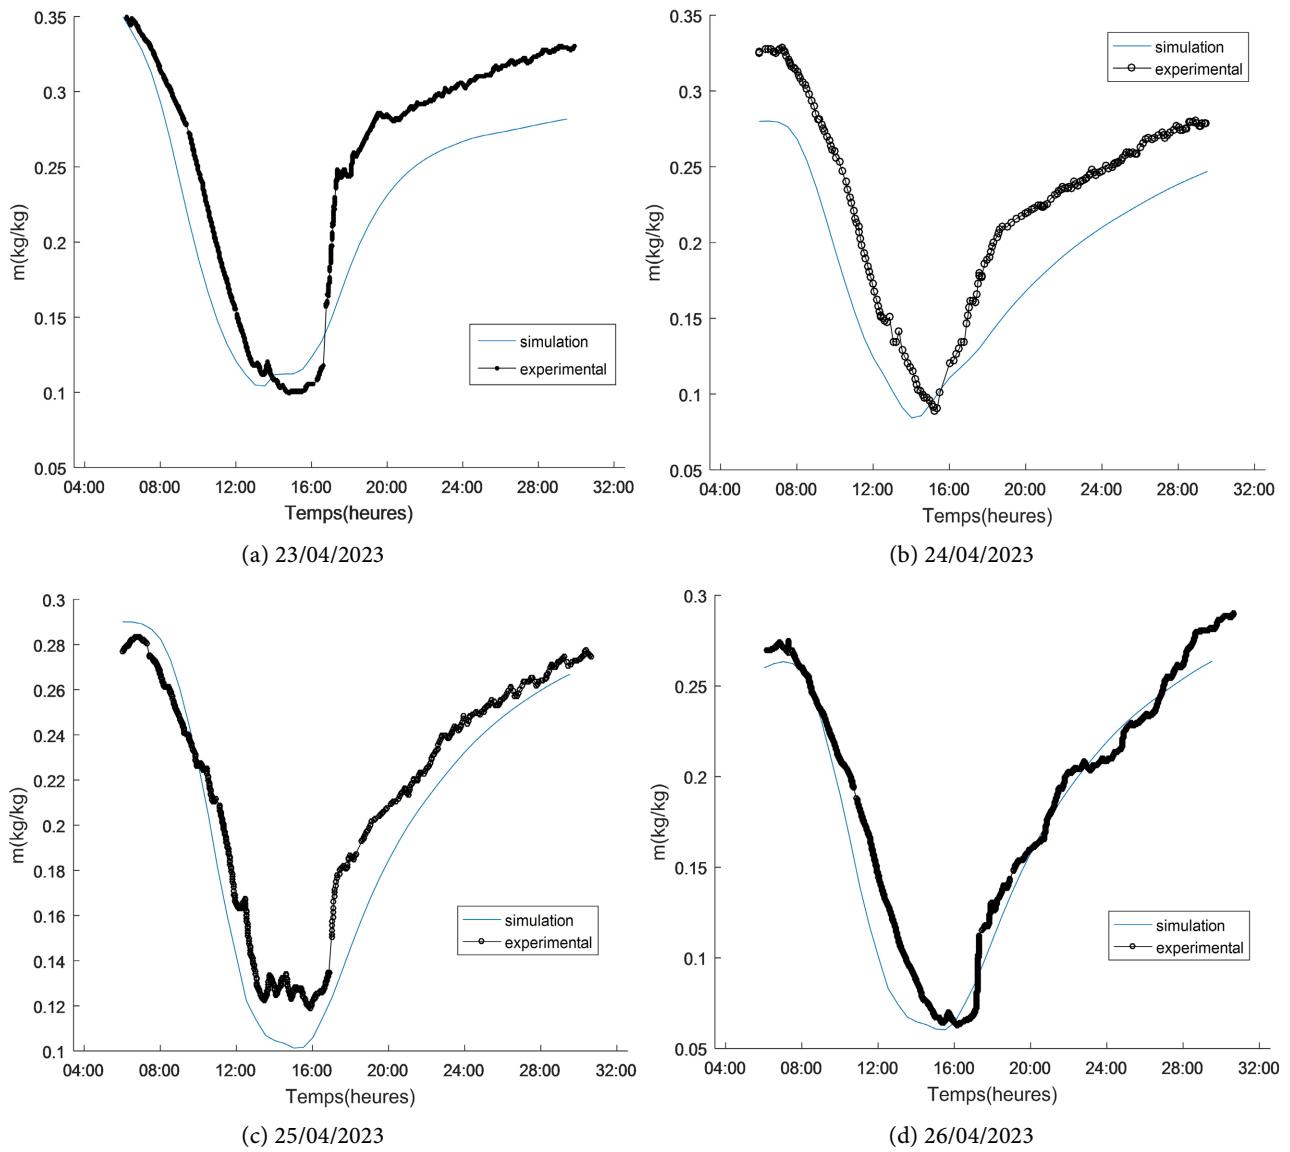 0.35
0.3
0.25
0.2
0.15
0.1
0.05
m(kg/kg)
simulation
experimental
04:00 08:00 12:00 16:00 20:00 24:00 28:00 32:00
Temps(heures)
(a) 23/04/2023
0.35
0.3
0.25
0.2
0.15
0.1
0.05
m(kg/kg)
simulation
experimental
04:00 08:00 12:00 16:00 20:00 24:00 28:00 32:00
Temps(heures)
(b) 24/04/2023
0.3
0.28
0.26
0.24
0.22
0.2
0.18
0.16
0.14
0.12
0.1
m(kg/kg)
simulation
experimental
04:00 08:00 12:00 16:00 20:00 24:00 28:00 32:00
Temps(heures)
(c) 25/04/2023
0.3
0.25
0.2
0.15
0.1
0.05
m(kg/kg)
simulation
experimental
04:00 08:00 12:00 16:00 20:00 24:00 28:00 32:00
Temps(heures)
(d) 26/04/2023